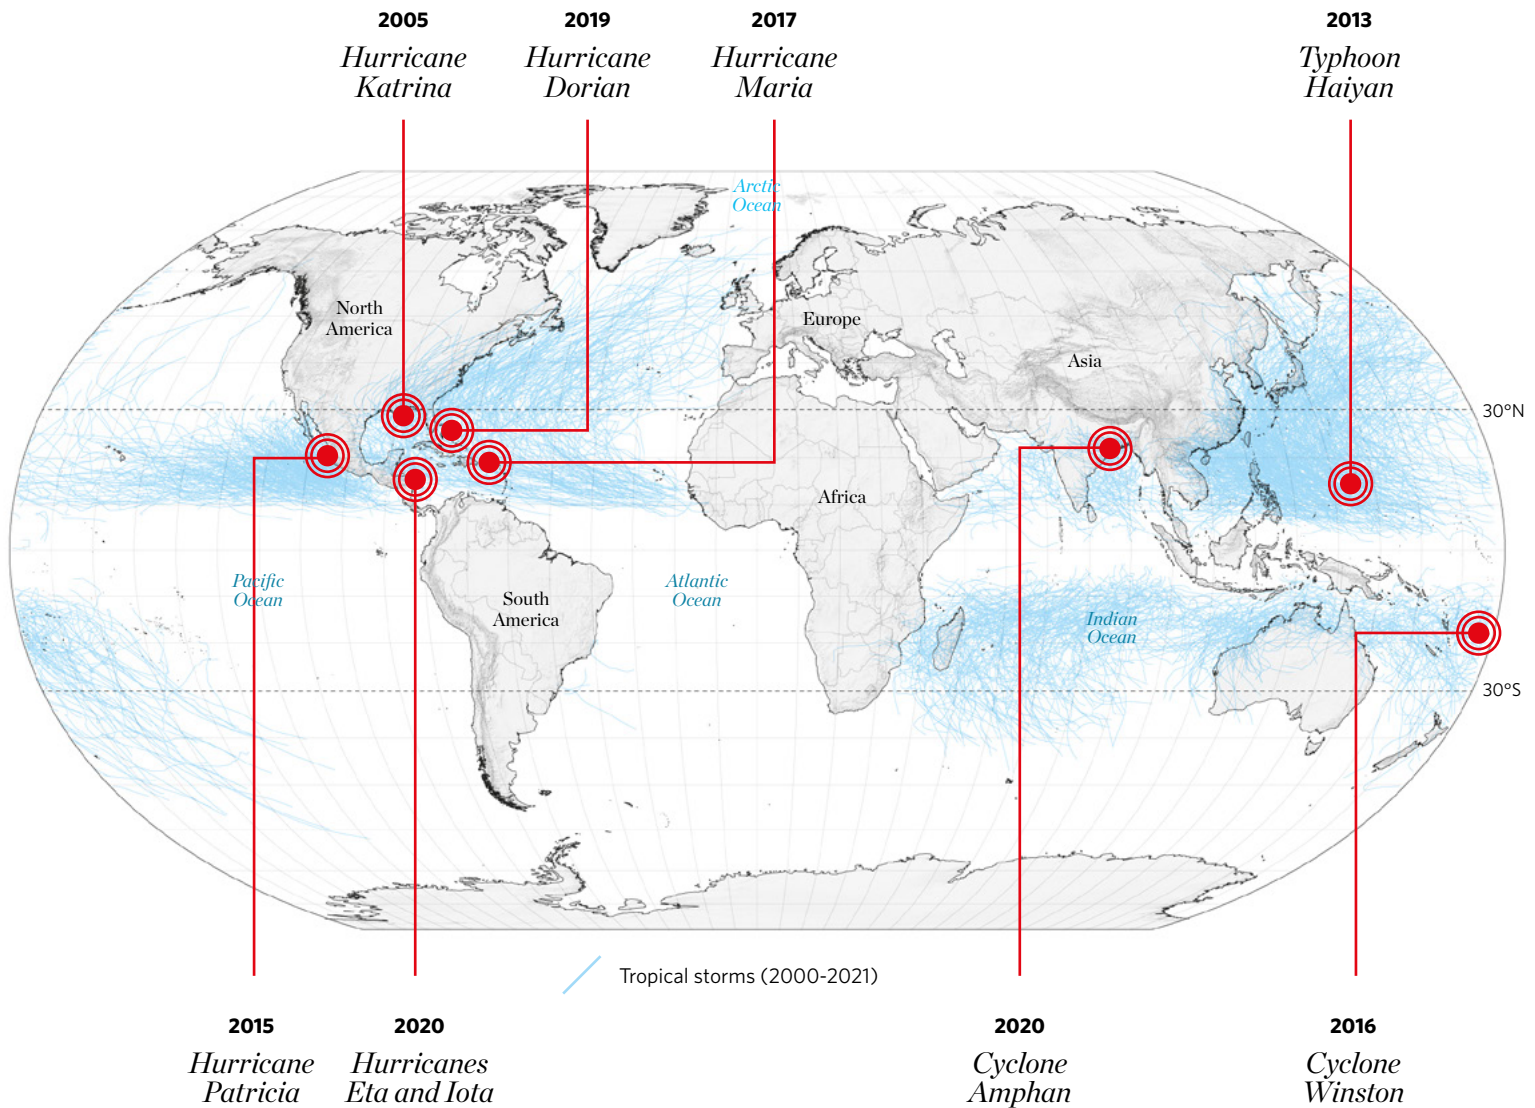 2005
Hurricane
Katrina
2019
Hurricane
Dorian
2017
Hurricane
Maria
2013
Typhoon
Haiyan
Arctic
Ocean
North
America
Europe
Asia
30°N
Africa
Pacific
Ocean
South
America
Atlantic
Ocean
Indian
Ocean
30°S
Tropical storms (2000-2021)
2015
Hurricane
Patricia
2020
Hurricanes
Eta and Iota
2020
Cyclone
Amphan
2016
Cyclone
Winston